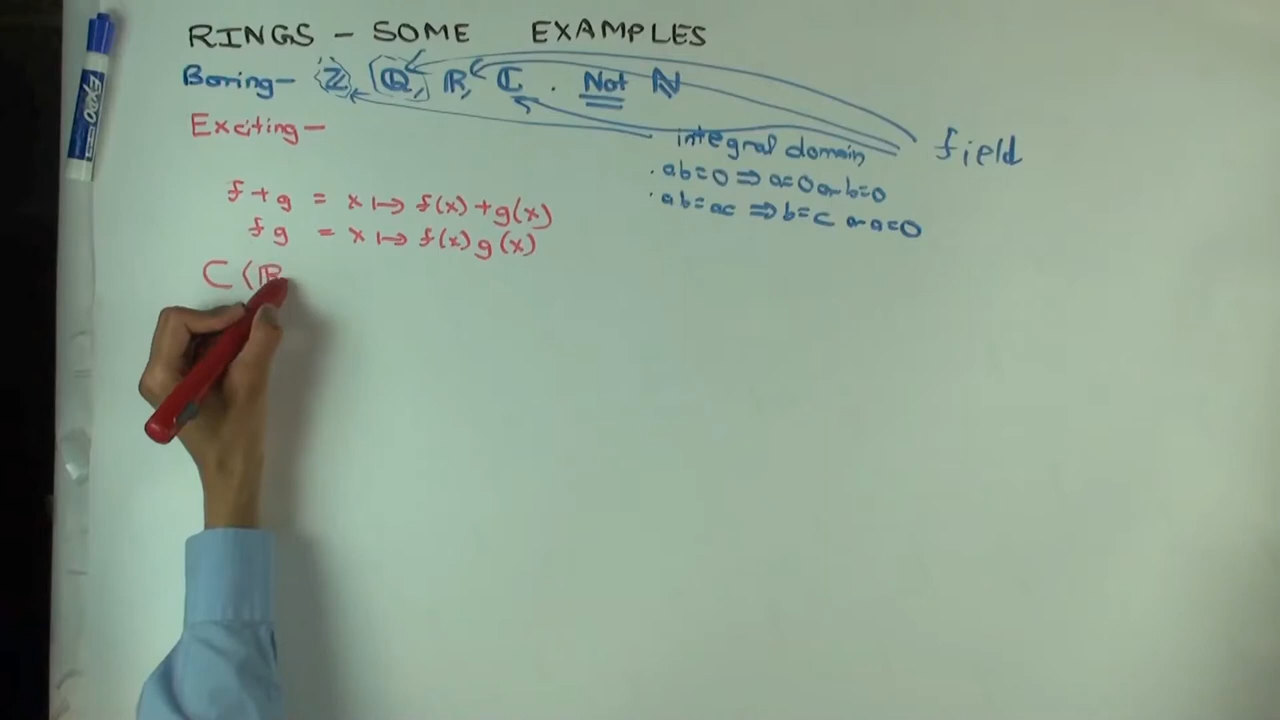 RINGS - SOME EXAMPLES
Boring- ℤ, ℚ, ℝ, ℂ. Not ℕ
Exciting-
integral domain
field
. ab=0 ⇒ a=0 or b=0
. ab=ac ⇒ b=c or a=0
f+g = x ↦ f(x)+g(x)
fg = x ↦ f(x)g(x)
C(ℝ
EXPO